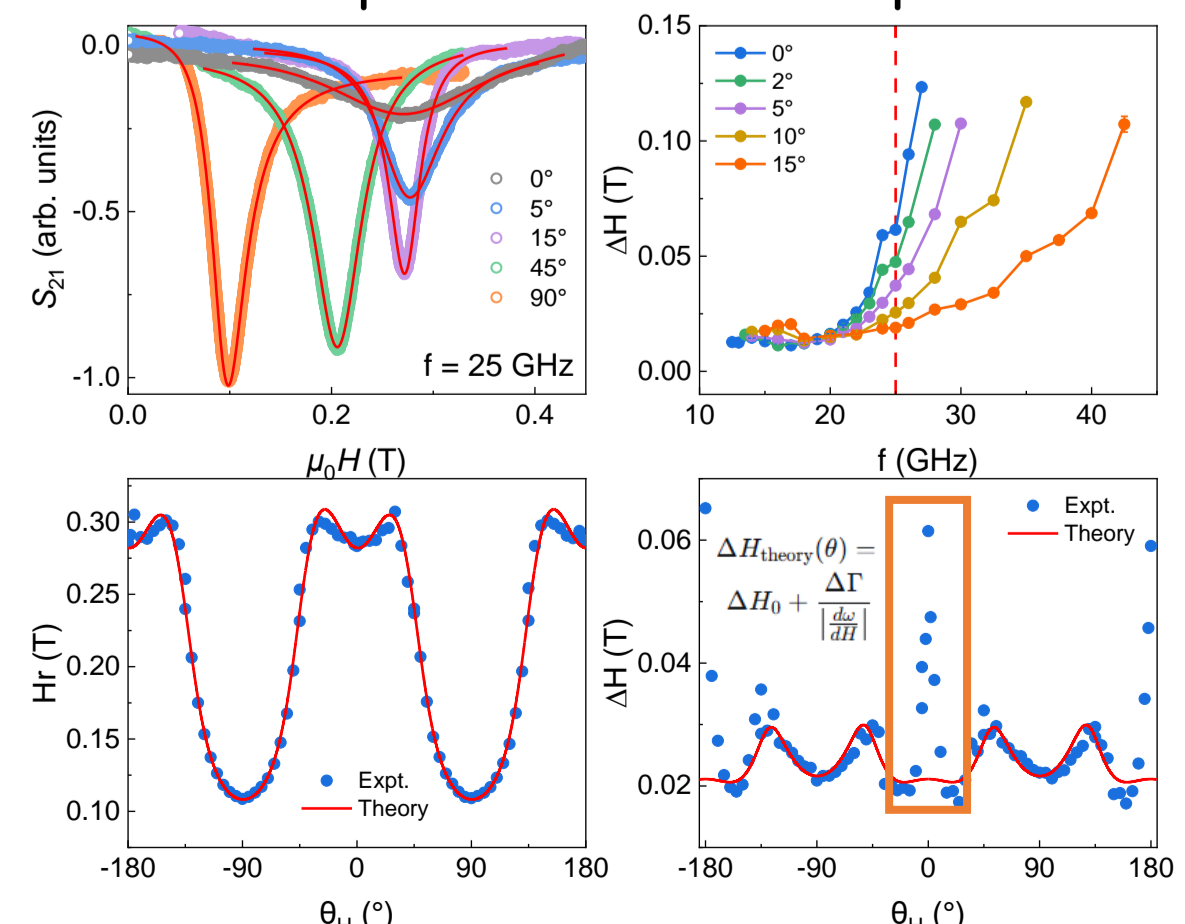 0.0
-0.5
-1.0
S21 (arb. units)
0°
5°
15°
45°
90°
f = 25 GHz
0.0
0.2
0.4
μ0H (T)
0.15
0.10
0.05
0.00
ΔH (T)
0°
2°
5°
10°
15°
10
20
30
40
f (GHz)
0.30
0.25
0.20
0.15
0.10
Hr (T)
Expt.
Theory
-180
-90
0
90
180
θH (°)
0.06
0.04
0.02
ΔH (T)
ΔHtheory(θ) =
ΔH0 + ΔΓ / |dω/dH|
Expt.
Theory
-180
-90
0
90
180
θH (°)